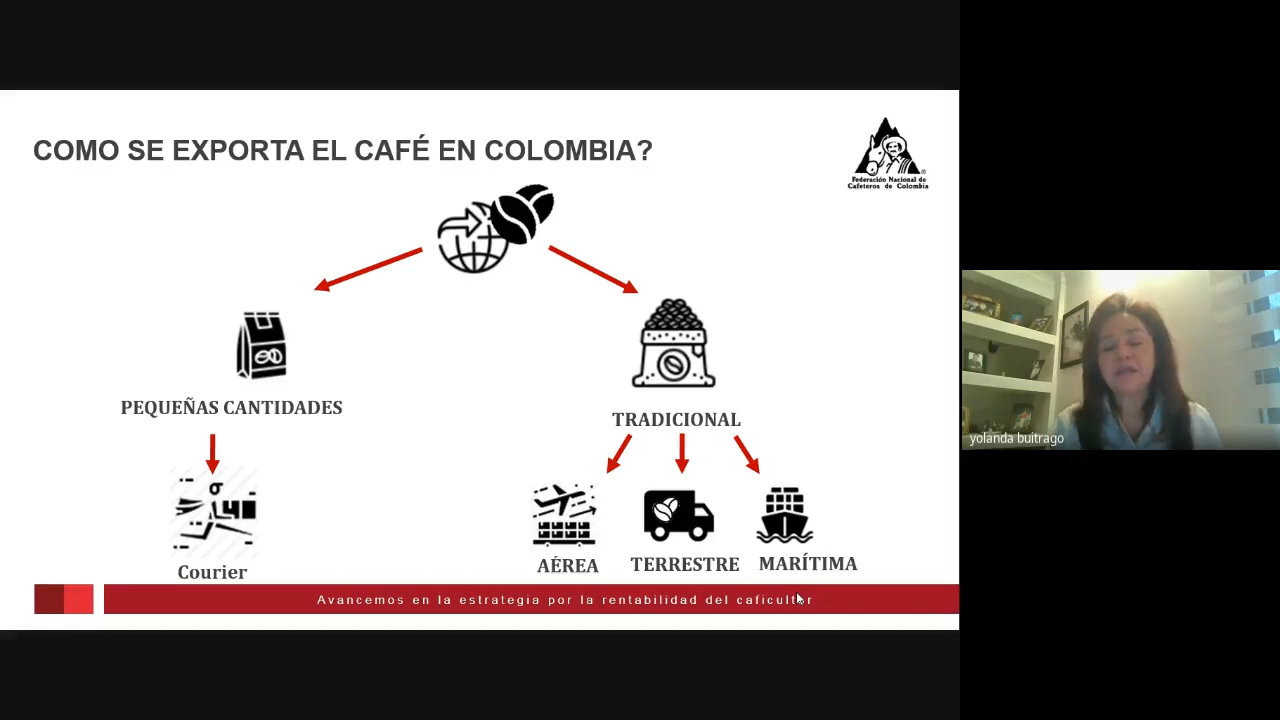 COMO SE EXPORTA EL CAFÉ EN COLOMBIA?
Federación Nacional de
Cafeteros de Colombia
PEQUEÑAS CANTIDADES
TRADICIONAL
Courier
AÉREA
TERRESTRE
MARÍTIMA
Avancemos en la estrategia por la rentabilidad del caficultor
yolanda buitrago